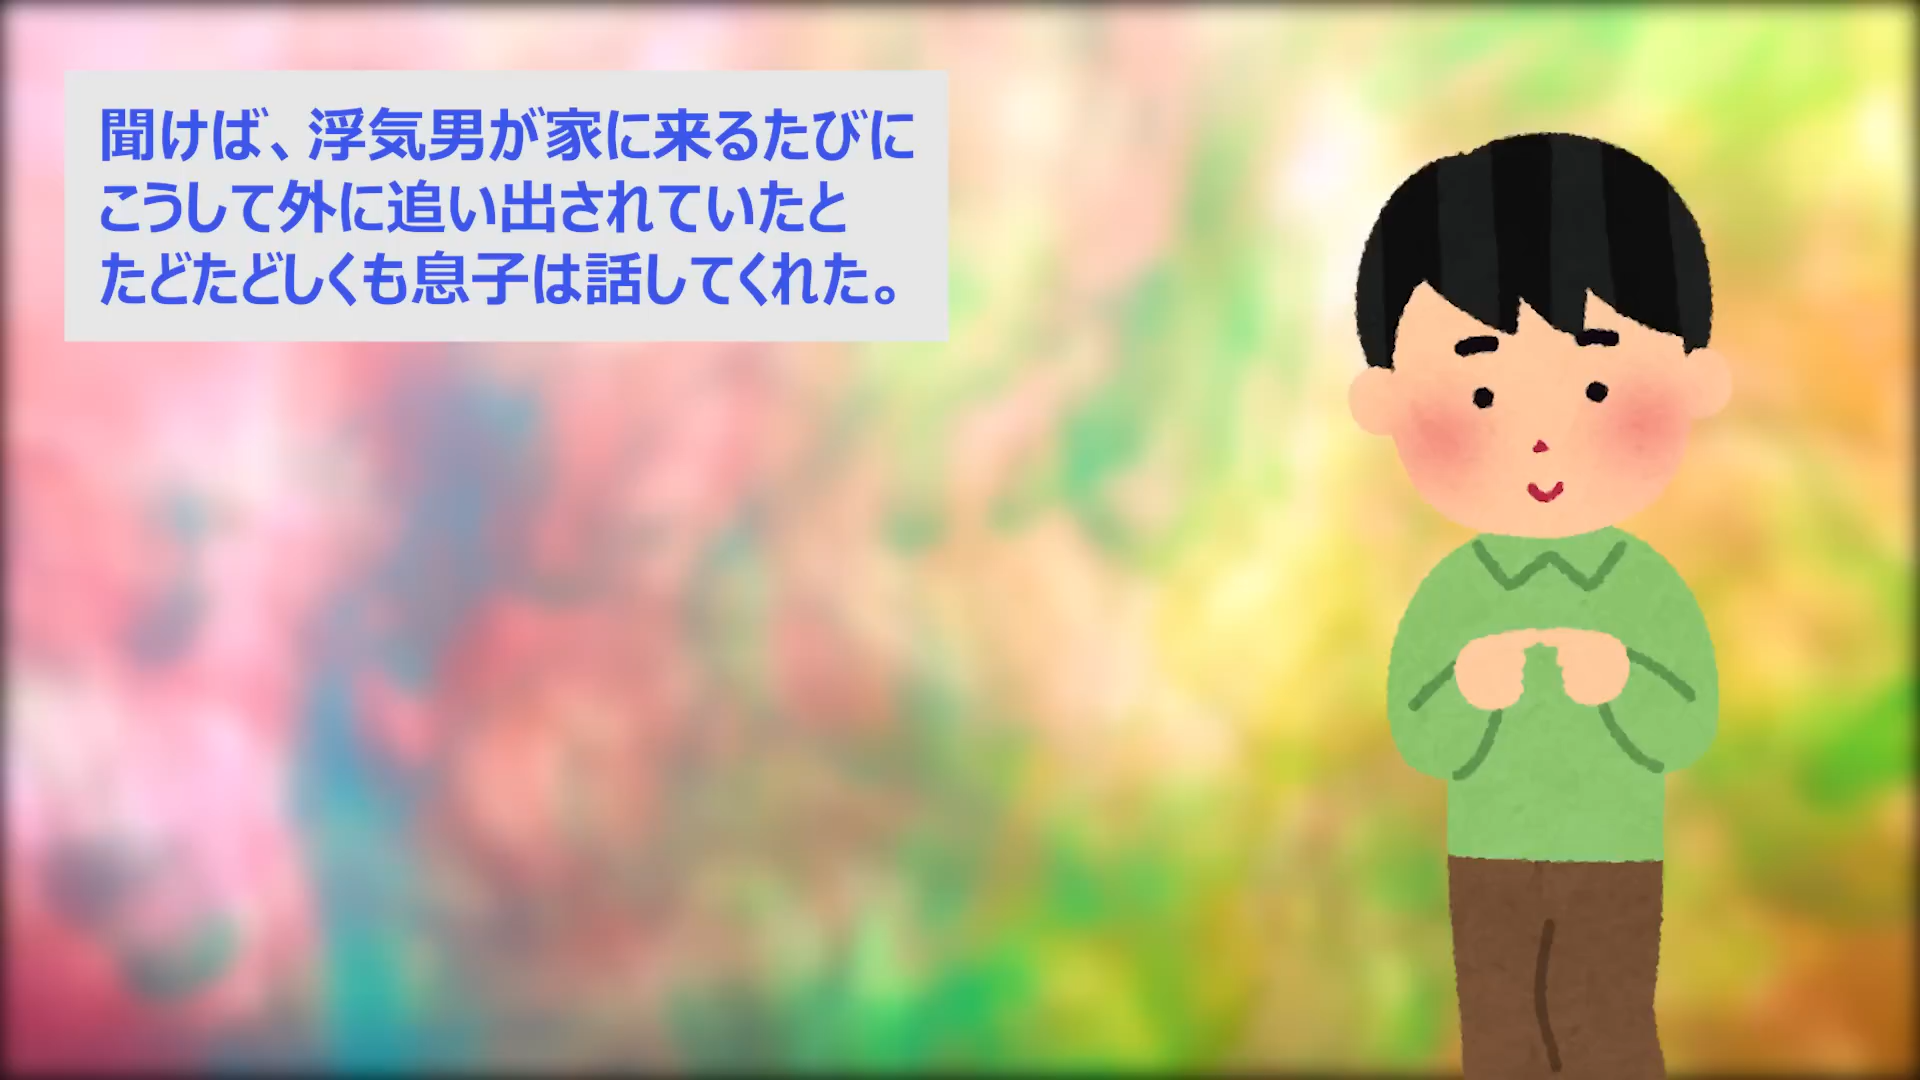 聞けば、浮気男が家に来るたびに
こうして外に追い出されていたと
たどたどしくも息子は話してくれた。